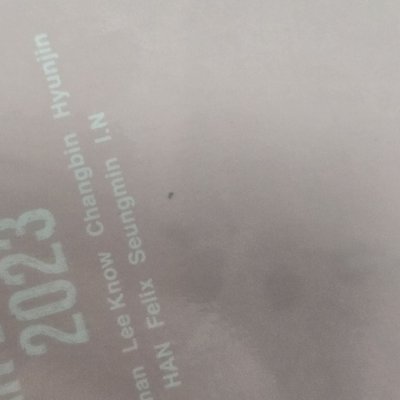 2023
Lee Know Changbin Hyunjin
HAN Felix Seungmin I.N